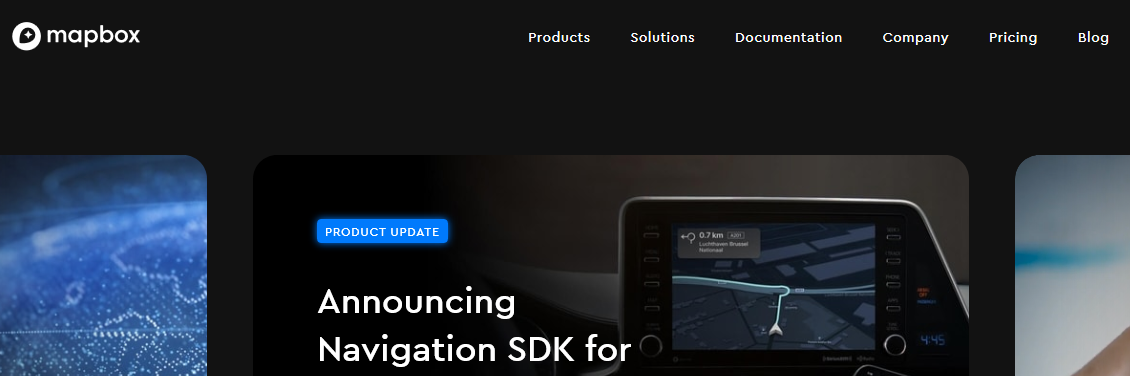 mapbox
Products
Solutions
Documentation
Company
Pricing
Blog
PRODUCT UPDATE
Announcing
Navigation SDK for
0.7 km A201
Luchthaven Brussel
Nationaal
4:45